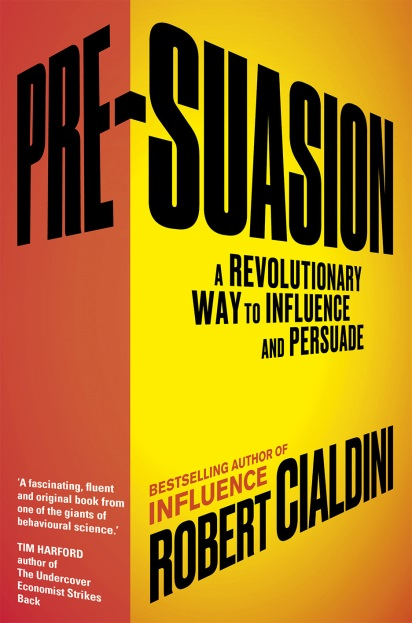 PRE-SUASION
A REVOLUTIONARY
WAY TO INFLUENCE
AND PERSUADE
BESTSELLING AUTHOR OF
INFLUENCE
ROBERT CIALDINI
‘A fascinating, fluent
and original book from
one of the giants of
behavioural science.’
TIM HARFORD
author of
The Undercover
Economist Strikes
Back